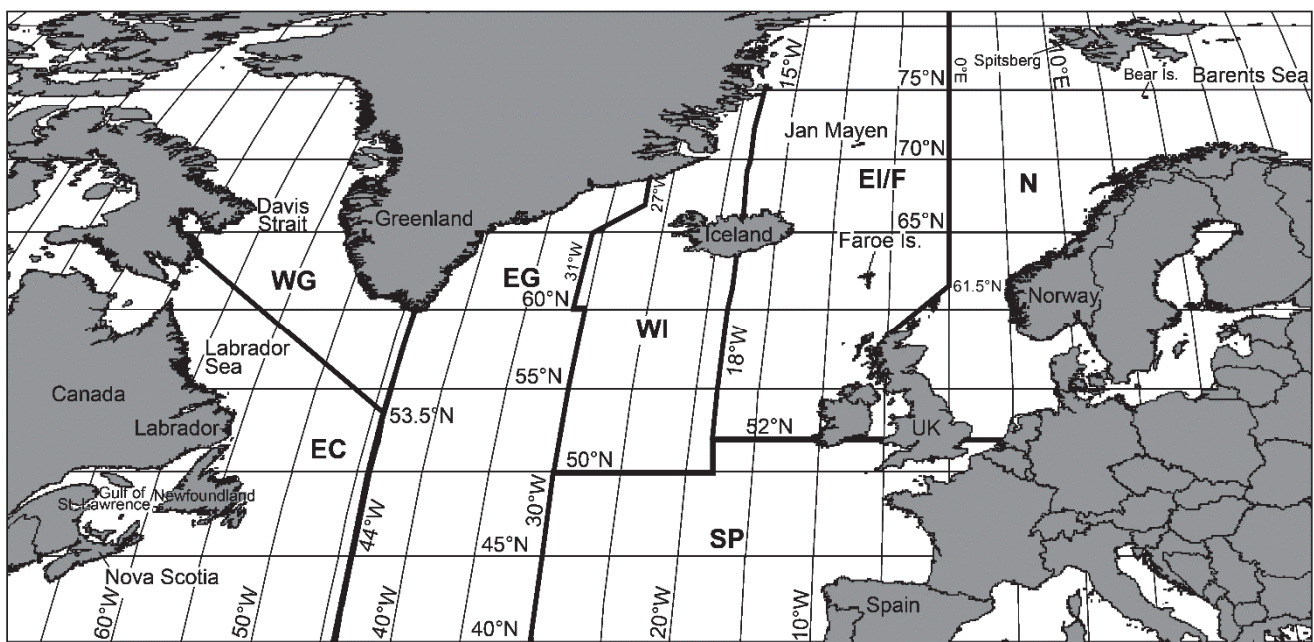 15°W
0°E
Spitsberg
10°E
75°N
Bear Is.
Barents Sea
Jan Mayen
70°N
EI/F
N
27°W
Davis
Strait
Greenland
65°N
Iceland
Faroe Is.
31°W
WG
EG
60°N
61.5°N
Norway
WI
Labrador
Sea
18°W
55°N
Canada
53.5°N
Labrador
52°N
UK
EC
50°N
Gulf of
St. Lawrence
Newfoundland
44°W
30°W
SP
45°N
Nova Scotia
60°W
50°W
40°W
40°N
20°W
10°W
Spain